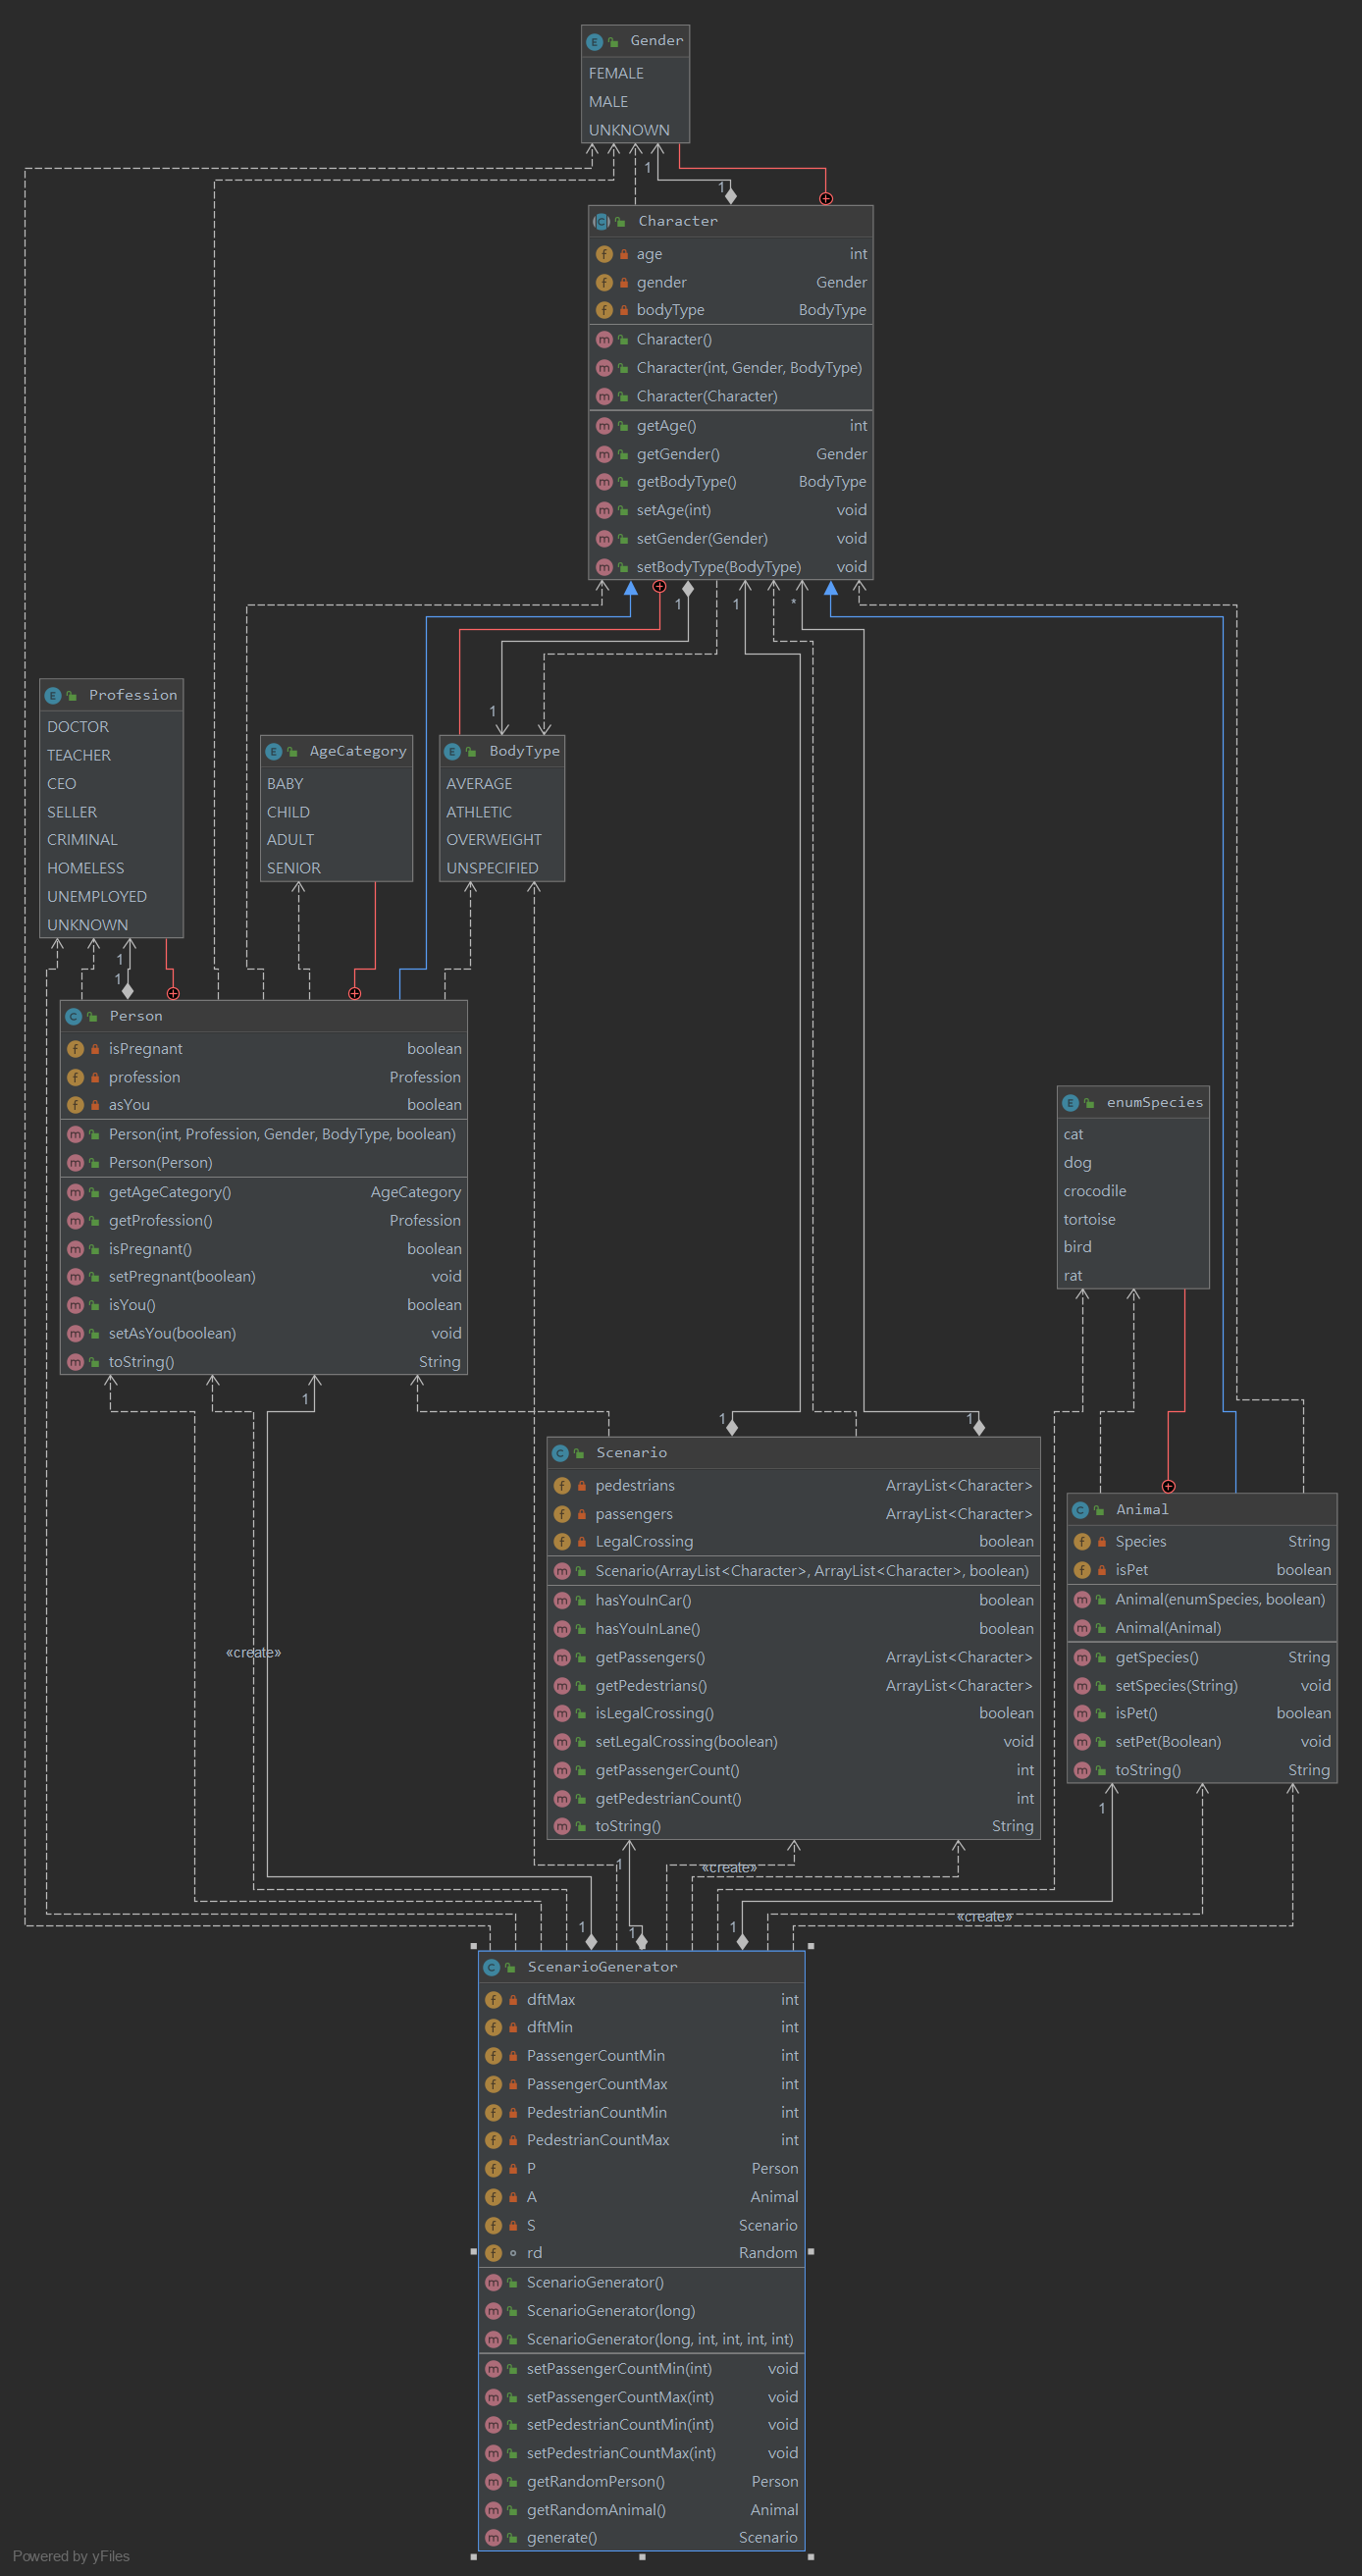 Gender
FEMALE
MALE
UNKNOWN
1
1
Character
age int
gender Gender
bodyType BodyType
Character()
Character(int, Gender, BodyType)
Character(Character)
getAge() int
getGender() Gender
getBodyType() BodyType
setAge(int) void
setGender(Gender) void
setBodyType(BodyType) void
1
1
*
1
Profession
DOCTOR
TEACHER
CEO
SELLER
CRIMINAL
HOMELESS
UNEMPLOYED
UNKNOWN
AgeCategory
BABY
CHILD
ADULT
SENIOR
BodyType
AVERAGE
ATHLETIC
OVERWEIGHT
UNSPECIFIED
1
1
Person
isPregnant boolean
profession Profession
asYou boolean
Person(int, Profession, Gender, BodyType, boolean)
Person(Person)
getAgeCategory() AgeCategory
getProfession() Profession
isPregnant() boolean
setPregnant(boolean) void
isYou() boolean
setAsYou(boolean) void
toString() String
enumSpecies
cat
dog
crocodile
tortoise
bird
rat
1
1
1
Scenario
pedestrians ArrayList<Character>
passengers ArrayList<Character>
LegalCrossing boolean
Scenario(ArrayList<Character>, ArrayList<Character>, boolean)
hasYouInCar() boolean
hasYouInLane() boolean
getPassengers() ArrayList<Character>
getPedestrians() ArrayList<Character>
isLegalCrossing() boolean
setLegalCrossing(boolean) void
getPassengerCount() int
getPedestrianCount() int
toString() String
Animal
Species String
isPet boolean
Animal(enumSpecies, boolean)
Animal(Animal)
getSpecies() String
setSpecies(String) void
isPet() boolean
setPet(Boolean) void
toString() String
«create»
1
1
«create»
«create»
1
1
1
ScenarioGenerator
dftMax int
dftMin int
PassengerCountMin int
PassengerCountMax int
PedestrianCountMin int
PedestrianCountMax int
P Person
A Animal
S Scenario
rd Random
ScenarioGenerator()
ScenarioGenerator(long)
ScenarioGenerator(long, int, int, int, int)
setPassengerCountMin(int) void
setPassengerCountMax(int) void
setPedestrianCountMin(int) void
setPedestrianCountMax(int) void
getRandomPerson() Person
getRandomAnimal() Animal
generate() Scenario
Powered by yFiles